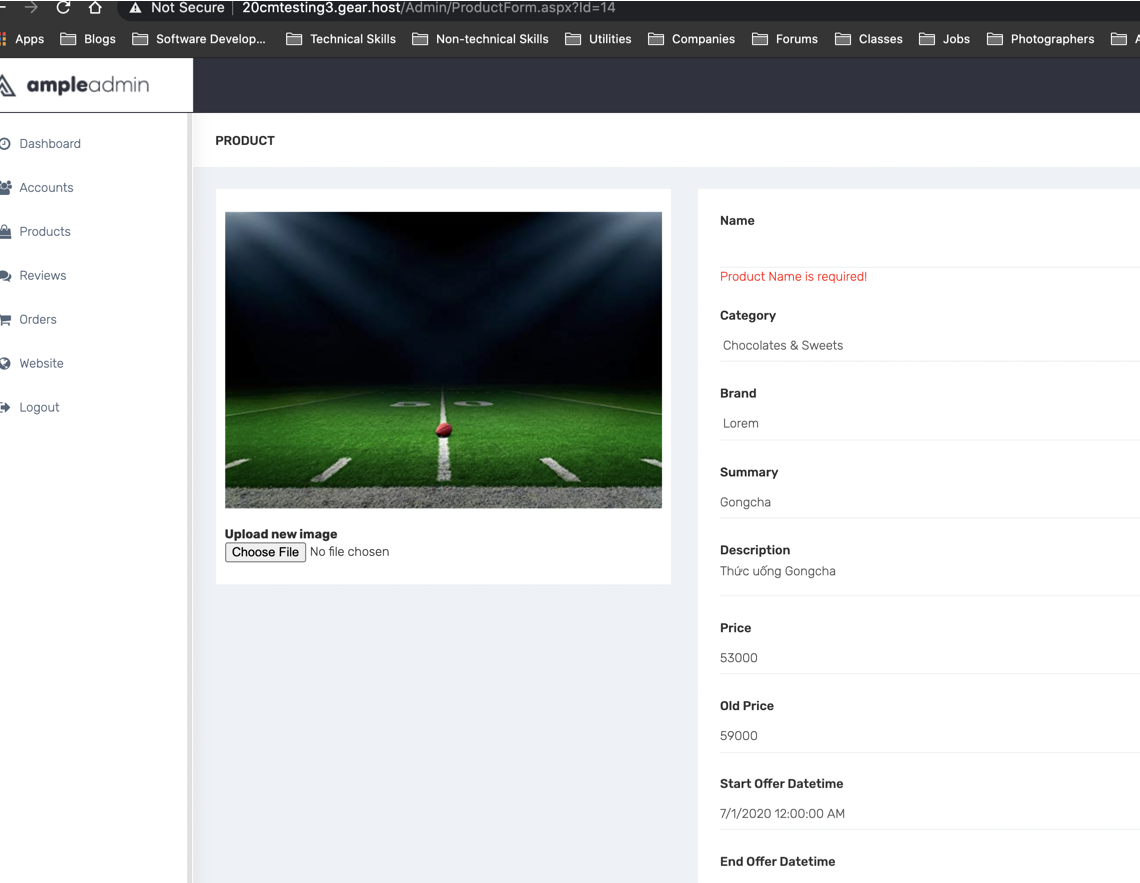 Not Secure | 20cmtesting3.gear.host/Admin/ProductForm.aspx?Id=14
Apps Blogs Software Develop... Technical Skills Non-technical Skills Utilities Companies Forums Classes Jobs Photographers
ampleadmin
Dashboard
Accounts
Products
Reviews
Orders
Website
Logout
PRODUCT
50
Upload new image
Choose File No file chosen
Name
Product Name is required!
Category
Chocolates & Sweets
Brand
Lorem
Summary
Gongcha
Description
Thức uống Gongcha
Price
53000
Old Price
59000
Start Offer Datetime
7/1/2020 12:00:00 AM
End Offer Datetime